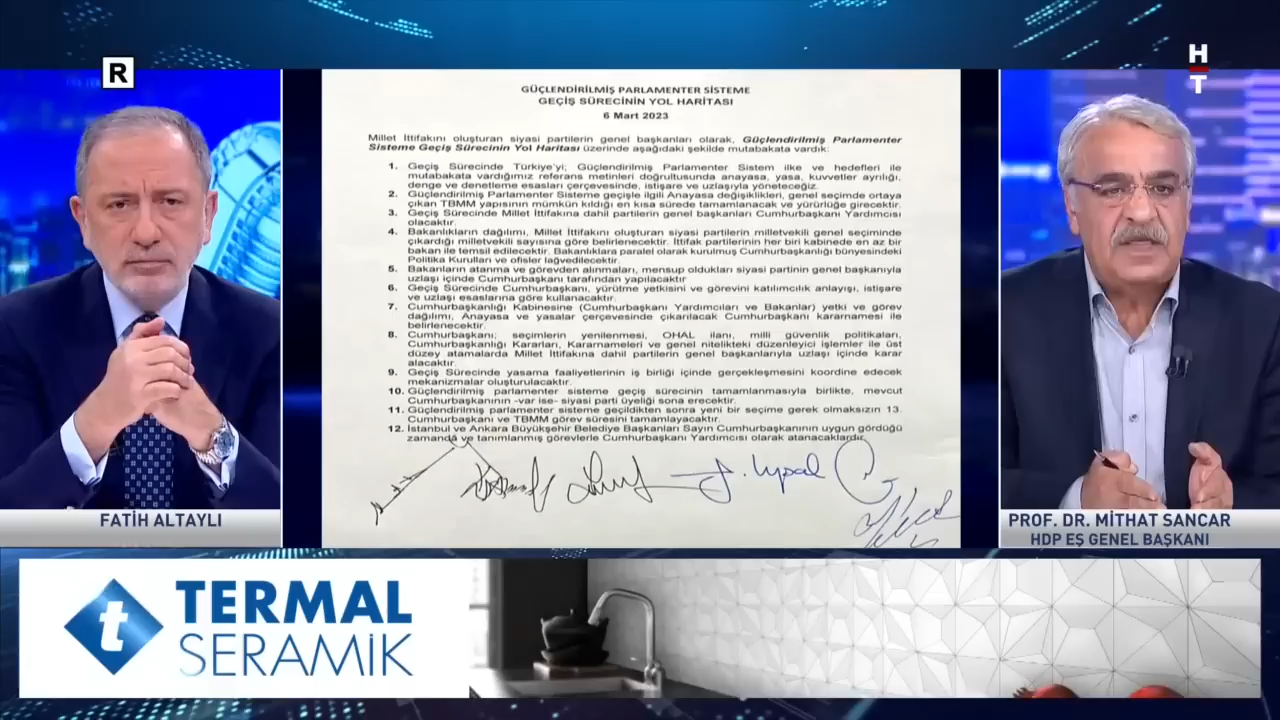 R
H
T
GÜÇLENDİRİLMİŞ PARLAMENTER SİSTEME
GEÇİŞ SÜRECİNİN YOL HARİTASI
6 Mart 2023
Millet İttifakını oluşturan siyasi partilerin genel başkanları olarak, Güçlendirilmiş Parlamenter
Sisteme Geçiş Sürecinin Yol Haritası üzerinde aşağıdaki şekilde mutabakata vardık:
1. Geçiş Sürecinde Türkiye'yi; Güçlendirilmiş Parlamenter Sistem ilke ve hedefleri ile
mutabakata vardığımız referans metinleri doğrultusunda anayasa, yasa, kuvvetler ayrılığı,
denge ve denetleme esasları çerçevesinde, istişare ve uzlaşıyla yöneteceğiz.
2. Güçlendirilmiş Parlamenter Sisteme geçişle ilgili Anayasa değişiklikleri, genel seçimde ortaya
çıkan TBMM yapısının mümkün kıldığı en kısa sürede tamamlanacak ve yürürlüğe girecektir.
3. Geçiş Sürecinde Millet İttifakına dahil partilerin genel başkanları Cumhurbaşkanı Yardımcısı
olacaktır.
4. Bakanlıkların dağılımı, Millet İttifakını oluşturan siyasi partilerin milletvekili genel seçiminde
çıkardığı milletvekili sayısına göre belirlenecektir. İttifak partilerinin her biri kabinede en az bir
bakan ile temsil edilecektir. Bakanlıklara paralel olarak kurulmuş Cumhurbaşkanlığı bünyesindeki
Politika Kurulları ve ofisler lağvedilecektir.
5. Bakanların atanma ve görevden alınmaları, mensup oldukları siyasi partinin genel başkanıyla
uzlaşı içinde Cumhurbaşkanı tarafından yapılacaktır
6. Geçiş Sürecinde Cumhurbaşkanı, yürütme yetkisini ve görevini katılımcılık anlayışı, istişare
ve uzlaşı esaslarına göre kullanacaktır.
7. Cumhurbaşkanlığı Kabinesine (Cumhurbaşkanı Yardımcıları ve Bakanlar) yetki ve görev
dağılımı, Anayasa ve yasalar çerçevesinde çıkarılacak Cumhurbaşkanı kararnamesi ile
belirlenecektir.
8. Cumhurbaşkanı; seçimlerin yenilenmesi, OHAL ilanı, milli güvenlik politikaları,
Cumhurbaşkanlığı Kararları, Kararnameleri ve genel nitelikteki düzenleyici işlemler ile üst
düzey atamalarda Millet İttifakına dahil partilerin genel başkanlarıyla uzlaşı içinde karar
alacaktır.
9. Geçiş Sürecinde yasama faaliyetlerinin iş birliği içinde gerçekleşmesini koordine edecek
mekanizmalar oluşturulacaktır.
10. Güçlendirilmiş parlamenter sisteme geçiş sürecinin tamamlanmasıyla birlikte, mevcut
Cumhurbaşkanının -var ise- siyasi parti üyeliği sona erecektir.
11. Güçlendirilmiş parlamenter sisteme geçildikten sonra yeni bir seçime gerek olmaksızın 13.
Cumhurbaşkanı ve TBMM görev süresini tamamlayacaktır.
12. İstanbul ve Ankara Büyükşehir Belediye Başkanları Sayın Cumhurbaşkanının uygun gördüğü
zamanda ve tanımlanmış görevlerle Cumhurbaşkanı Yardımcısı olarak atanacaklardır.
FATİH ALTAYLI
PROF. DR. MİTHAT SANCAR
HDP EŞ GENEL BAŞKANI
t
TERMAL
SERAMİK